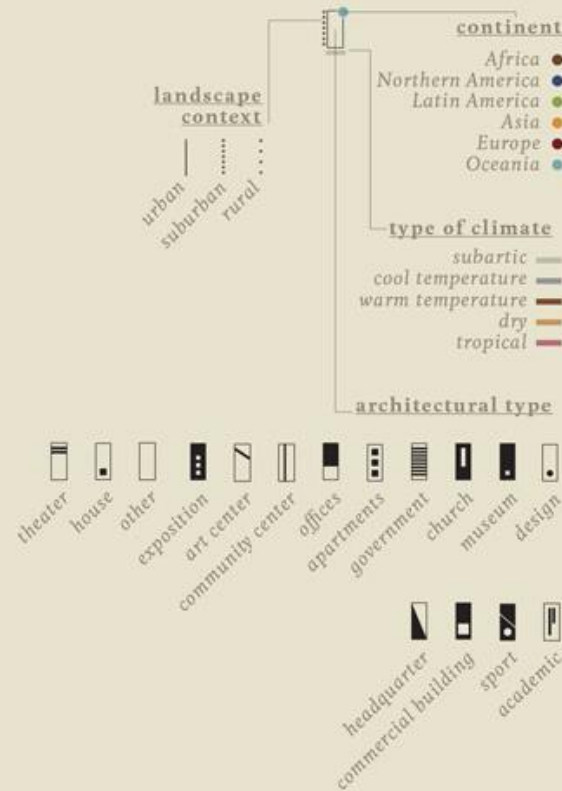 continent
Africa
Northern America
Latin America
Asia
Europe
Oceania
landscape
context
urban
suburban
rural
type of climate
subartic
cool temperature
warm temperature
dry
tropical
architectural type
theater
house
other
exposition
art center
community center
offices
apartments
government
church
museum
design
headquarter
commercial building
sport
academic